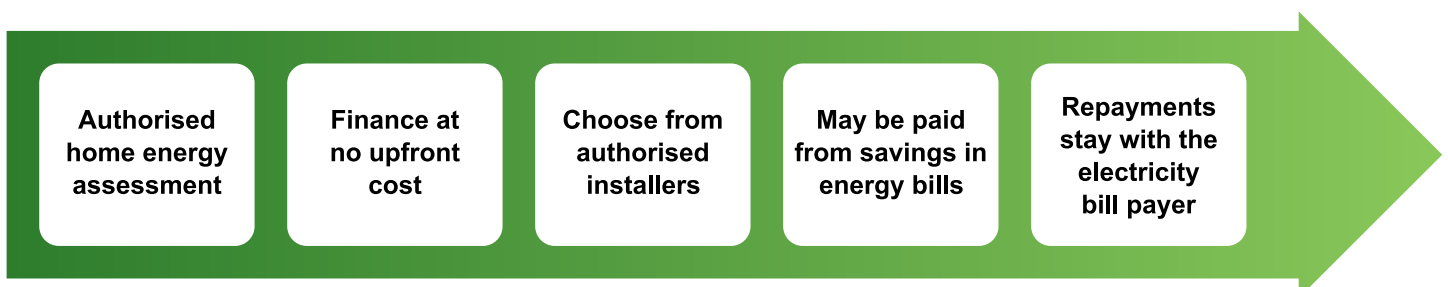 Authorised
home energy
assessment
Finance at
no upfront
cost
Choose from
authorised
installers
May be paid
from savings in
energy bills
Repayments
stay with the
electricity
bill payer